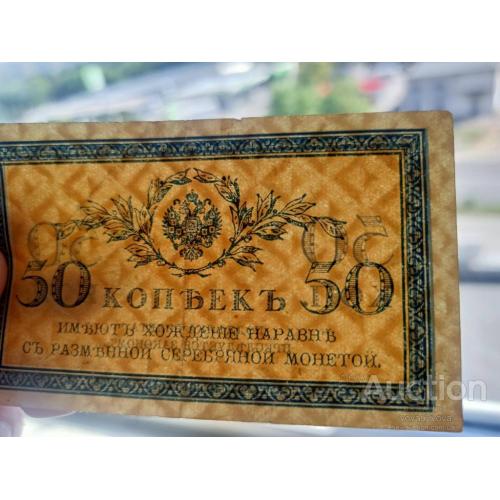 50 КОПѢЕКЪ 50
ИМѢЮТЪ ХОЖДЕНІЕ НАРАВНѢ
СЪ РАЗМѢННОЙ СЕРЕБРЯНОЙ МОНЕТОЙ.
Auction